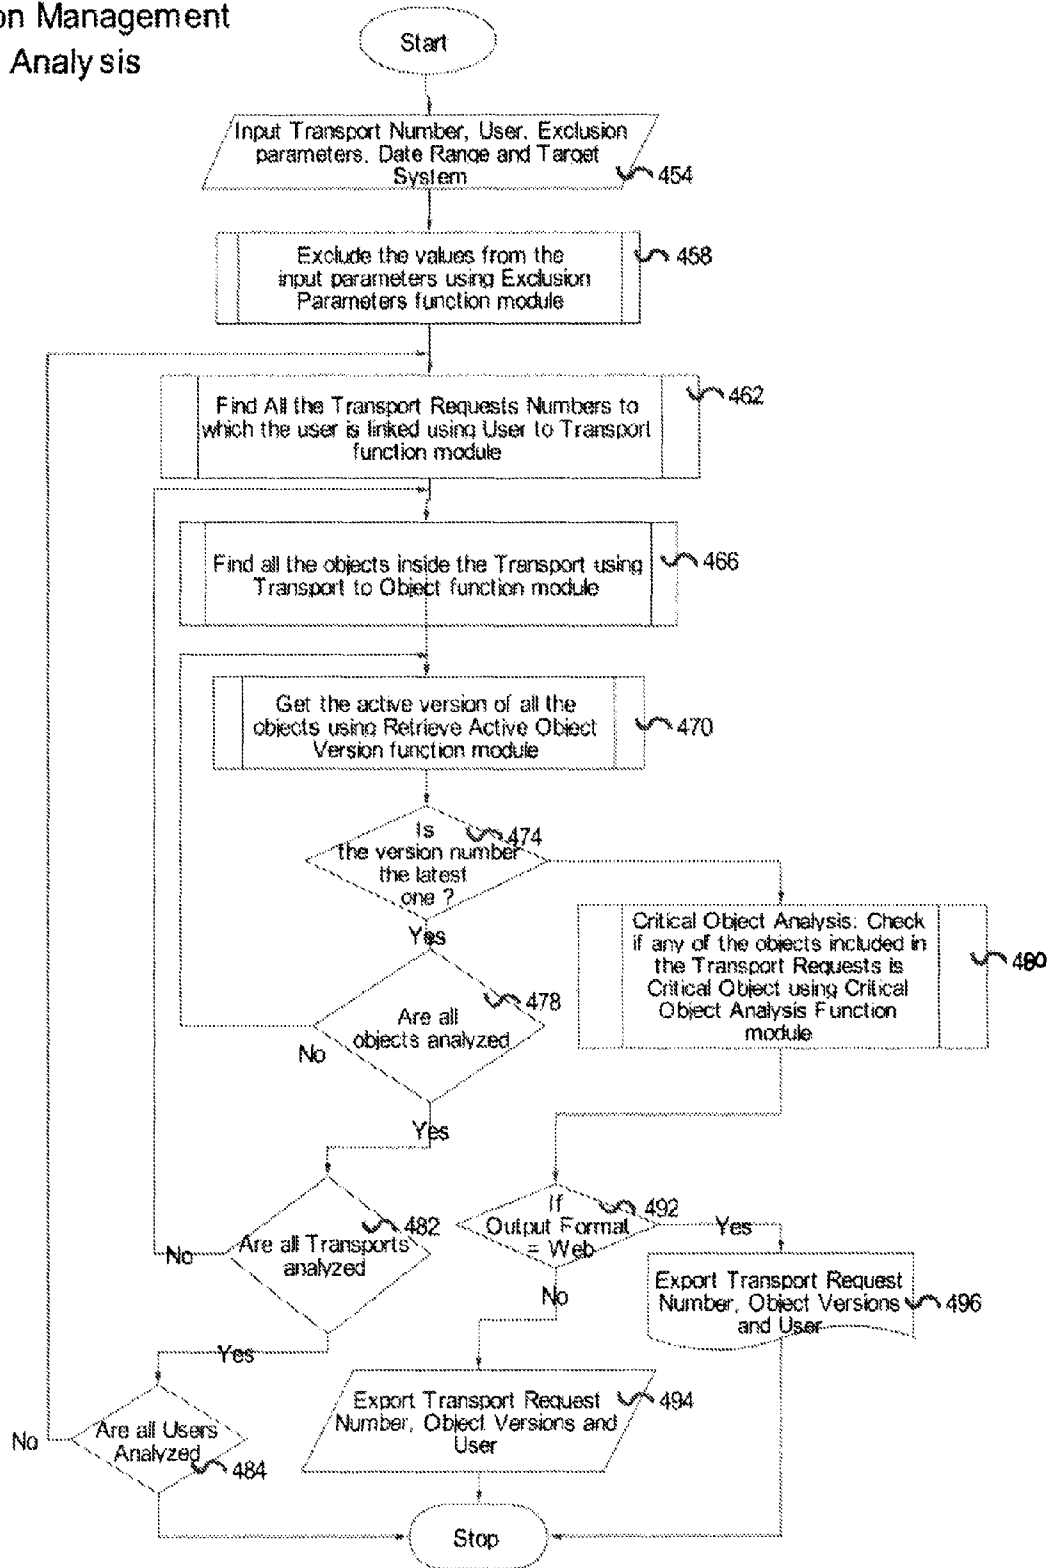 on Management
Analysis
Start
Input Transport Number, User, Exclusion
parameters, Date Range and Target
System
454
Exclude the values from the
input parameters using Exclusion
Parameters function module
458
Find All the Transport Requests Numbers to
which the user is linked using User to Transport
function module
462
Find all the objects inside the Transport using
Transport to Object function module
466
Get the active version of all the
objects using Retrieve Active Object
Version function module
470
Is
the version number
the latest
one ?
474
Yes
Critical Object Analysis: Check
if any of the objects included in
the Transport Requests is
Critical Object using Critical
Object Analysis Function
module
Are all
objects analyzed
478
No
Yes
Are all Transports
analyzed
482
No
Yes
If
Output Format
= Web
492
Yes
No
Export Transport Request
Number, Object Versions
and User
496
Export Transport Request
Number, Object Versions and
User
494
Are all Users
Analyzed
484
No
Stop